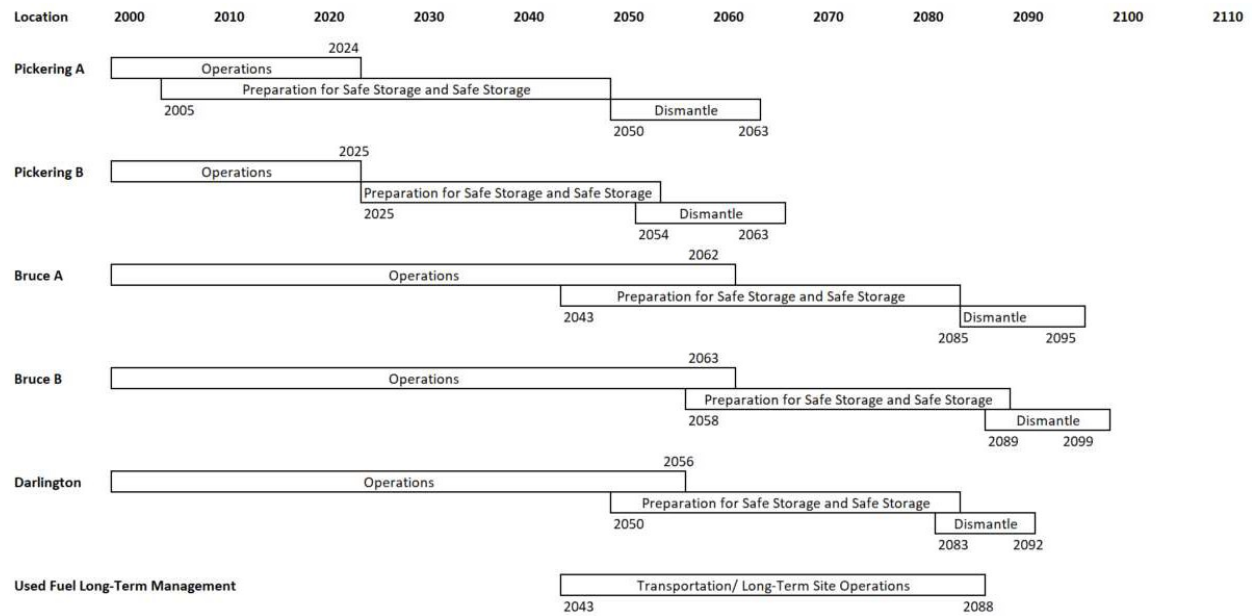 Location 2000 2010 2020 2030 2040 2050 2060 2070 2080 2090 2100 2110
2024
Pickering A Operations
Preparation for Safe Storage and Safe Storage
2005 Dismantle
2050 2063
2025
Pickering B Operations
Preparation for Safe Storage and Safe Storage
2025 Dismantle
2054 2063
2062
Bruce A Operations
Preparation for Safe Storage and Safe Storage
2043 Dismantle
2085 2095
2063
Bruce B Operations
Preparation for Safe Storage and Safe Storage
2058 Dismantle
2089 2099
2056
Darlington Operations
Preparation for Safe Storage and Safe Storage
2050 Dismantle
2083 2092
Used Fuel Long-Term Management Transportation/ Long-Term Site Operations
2043 2088